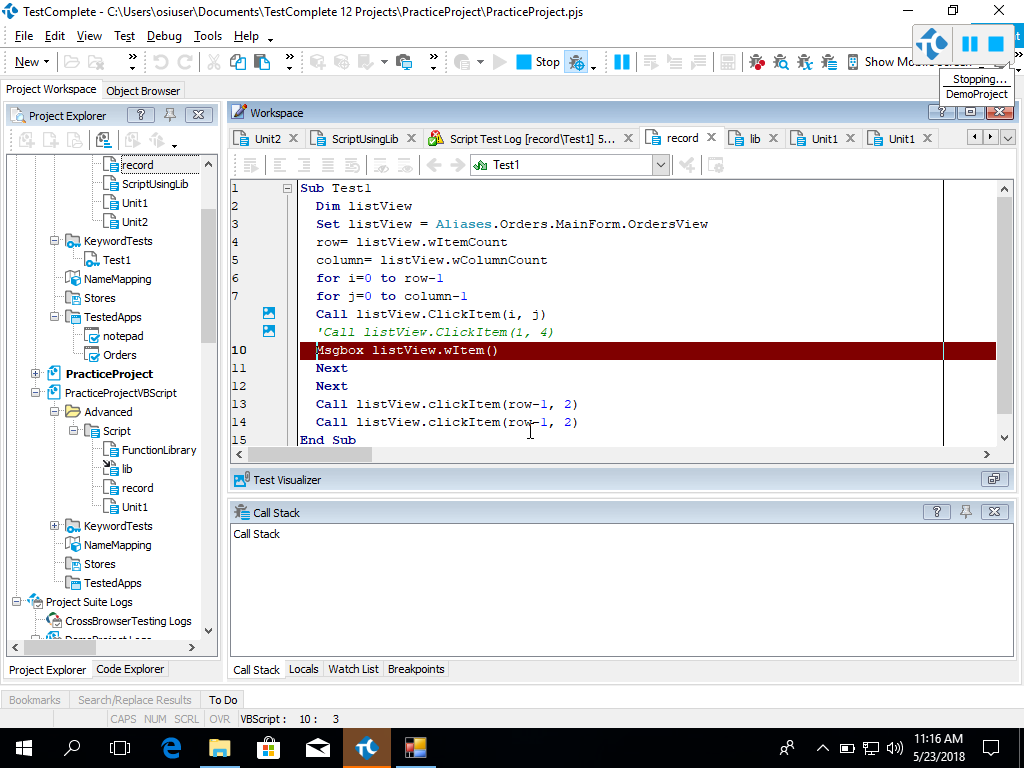 TestComplete - C:\Users\osiuser\Documents\TestComplete 12 Projects\PracticeProject\PracticeProject.pjs
File Edit View Test Debug Tools Help
New
Stop
Show Mo
Stopping...
DemoProject
Project Workspace Object Browser
Project Explorer
Workspace
Unit2 ScriptUsingLib Script Test Log [record\Test1] 5... record lib Unit1 Unit1
Test1
record
ScriptUsingLib
Unit1
Unit2
KeywordTests
Test1
NameMapping
Stores
TestedApps
notepad
Orders
PracticeProject
PracticeProjectVBScript
Advanced
Script
FunctionLibrary
lib
record
Unit1
KeywordTests
NameMapping
Stores
TestedApps
Project Suite Logs
CrossBrowserTesting Logs
DemoProject Logs
Project Explorer Code Explorer
1 Sub Test1
2 Dim listView
3 Set listView = Aliases.Orders.MainForm.OrdersView
4 row= listView.wItemCount
5 column= listView.wColumnCount
6 for i=0 to row-1
7 for j=0 to column-1
Call listView.ClickItem(i, j)
'Call listView.ClickItem(1, 4)
10 Msgbox listView.wItem()
11 Next
12 Next
13 Call listView.clickItem(row-1, 2)
14 Call listView.clickItem(row-1, 2)
15 End Sub
Test Visualizer
Call Stack
Call Stack
Call Stack Locals Watch List Breakpoints
Bookmarks Search/Replace Results To Do
CAPS NUM SCRL OVR VBScript : 10 : 3
11:16 AM
5/23/2018